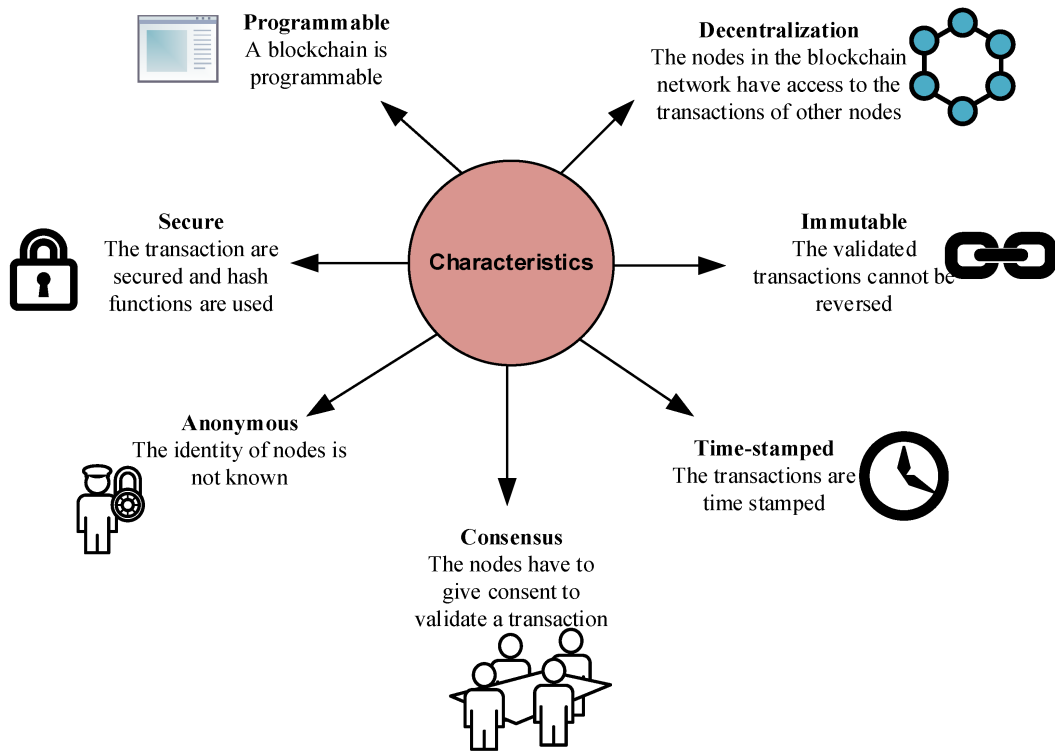 Programmable
A blockchain is
programmable
Decentralization
The nodes in the blockchain
network have access to the
transactions of other nodes
Secure
The transaction are
secured and hash
functions are used
Characteristics
Immutable
The validated
transactions cannot be
reversed
Anonymous
The identity of nodes is
not known
Time-stamped
The transactions are
time stamped
Consensus
The nodes have to
give consent to
validate a transaction